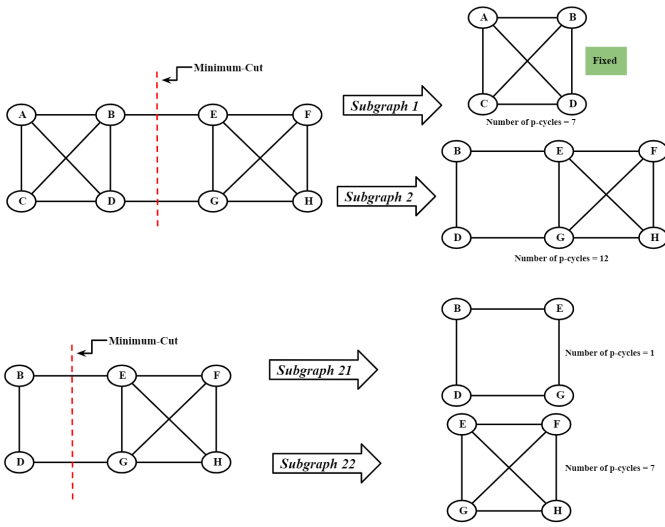 A B
Fixed
Minimum-Cut
Subgraph 1
C D
Number of p-cycles = 7
A B E F
B E F
Subgraph 2
C D G H
D G H
Number of p-cycles = 12
B E
Minimum-Cut
Number of p-cycles = 1
B E F
Subgraph 21
D G
E F
D G H
Subgraph 22
Number of p-cycles = 7
G H